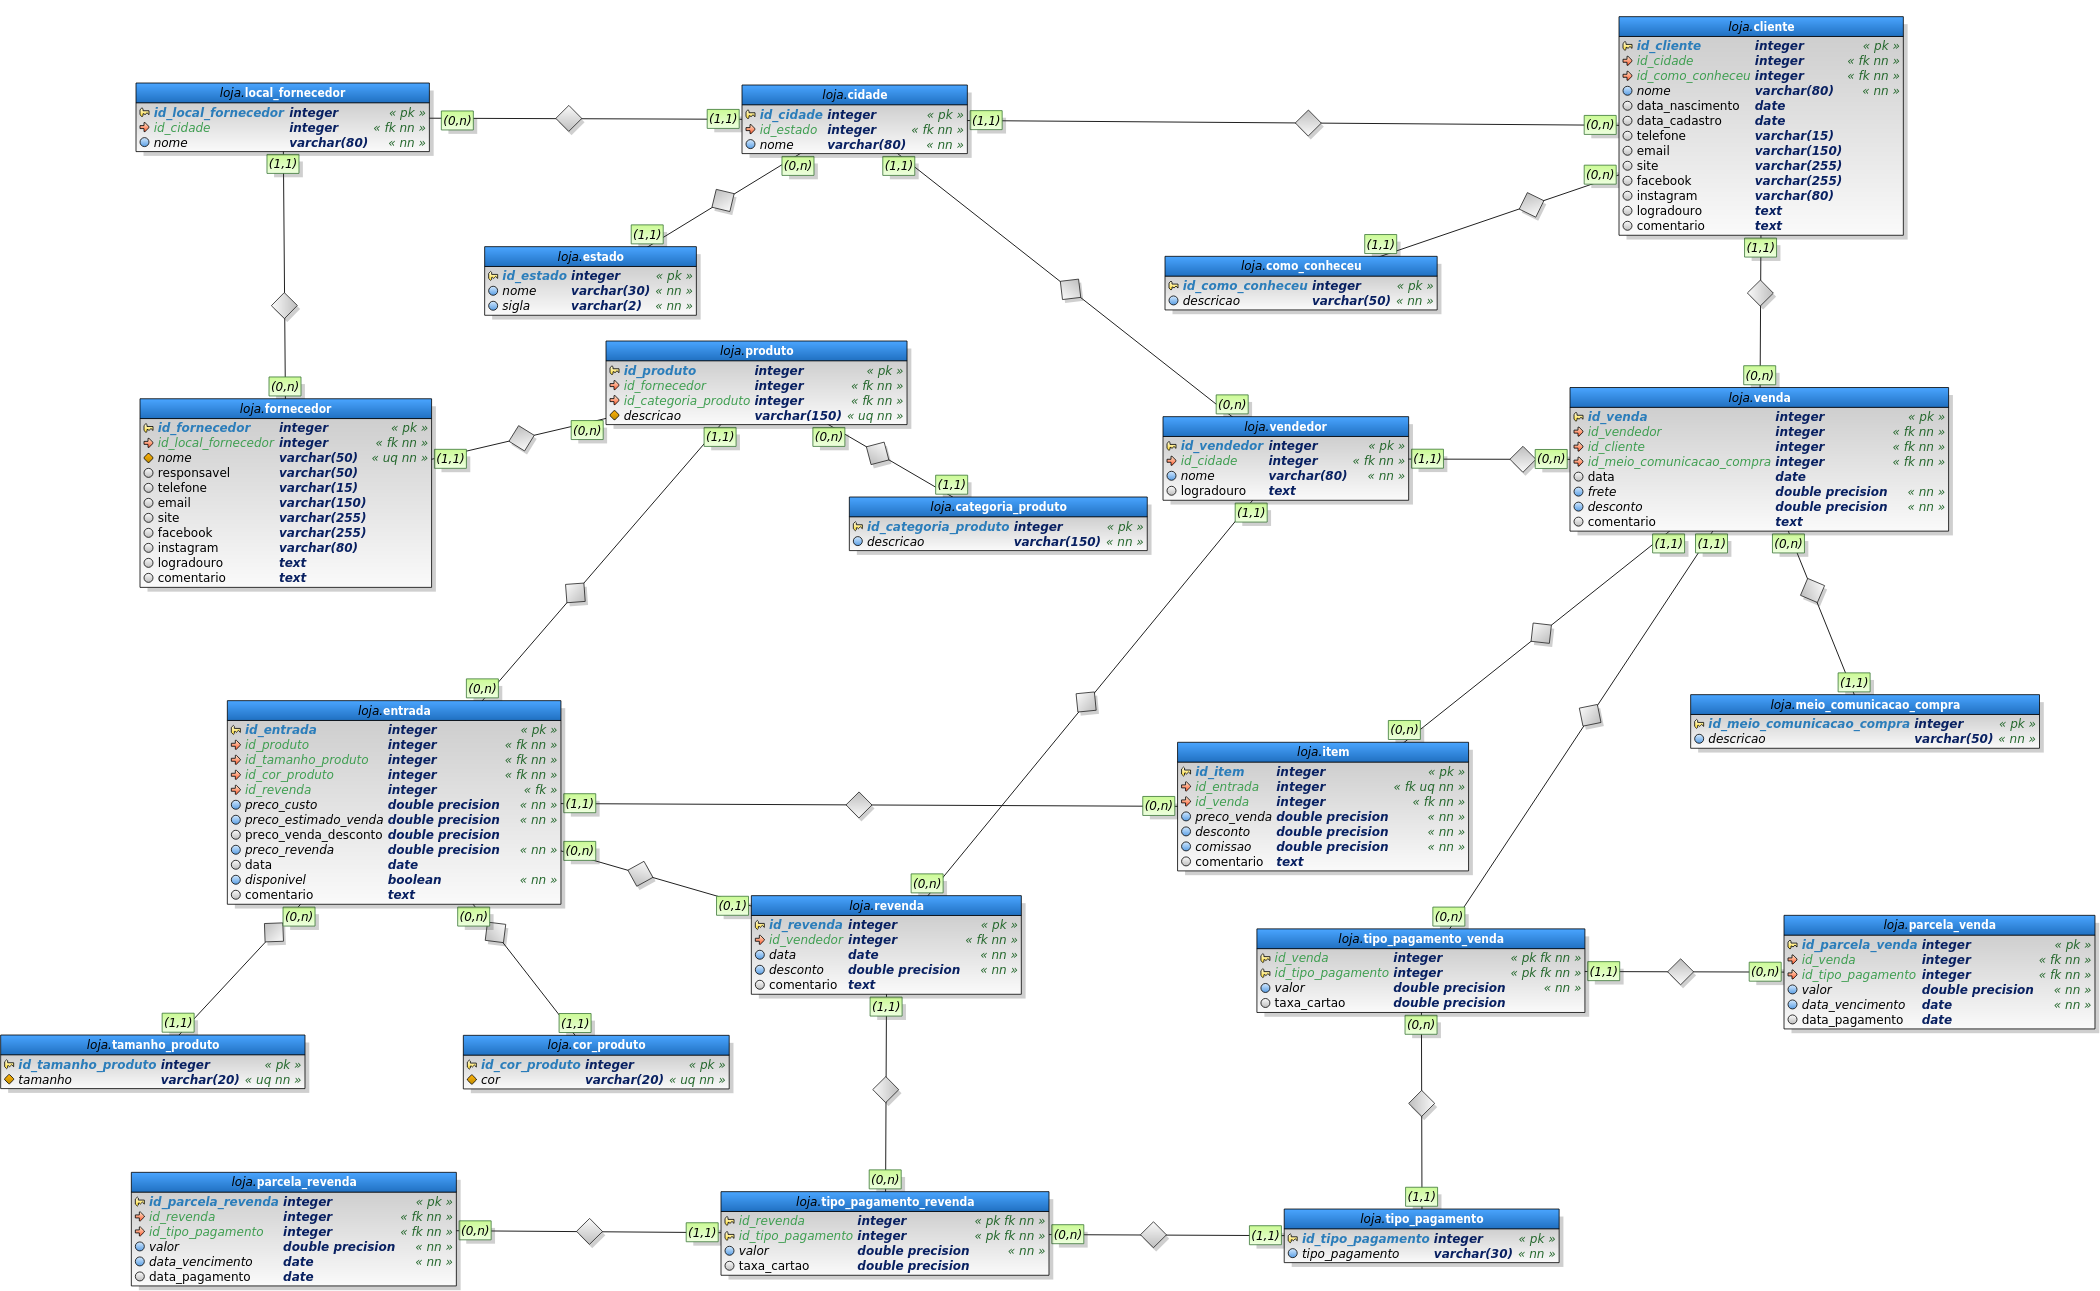 loja.cliente
id_cliente integer « pk »
id_cidade integer « fk nn »
id_como_conheceu integer « fk nn »
nome varchar(80) « nn »
data_nascimento date
data_cadastro date
telefone varchar(15)
email varchar(150)
site varchar(255)
facebook varchar(255)
instagram varchar(80)
logradouro text
comentario text
(0,n)
(0,n)
(1,1)
loja.local_fornecedor
id_local_fornecedor integer « pk »
id_cidade integer « fk nn »
nome varchar(80) « nn »
(0,n)
(1,1)
loja.cidade
id_cidade integer « pk »
id_estado integer « fk nn »
nome varchar(80) « nn »
(1,1)
(1,1)
(0,n)
(1,1)
loja.estado
id_estado integer « pk »
nome varchar(30) « nn »
sigla varchar(2) « nn »
(1,1)
loja.como_conheceu
id_como_conheceu integer « pk »
descricao varchar(50) « nn »
(1,1)
loja.produto
id_produto integer « pk »
id_fornecedor integer « fk nn »
id_categoria_produto integer « fk nn »
descricao varchar(150) « uq nn »
(0,n)
(1,1)
(0,n)
(0,n)
loja.fornecedor
id_fornecedor integer « pk »
id_local_fornecedor integer « fk nn »
nome varchar(50) « uq nn »
responsavel varchar(50)
telefone varchar(15)
email varchar(150)
site varchar(255)
facebook varchar(255)
instagram varchar(80)
logradouro text
comentario text
(1,1)
(1,1)
loja.categoria_produto
id_categoria_produto integer « pk »
descricao varchar(150) « nn »
(0,n)
loja.vendedor
id_vendedor integer « pk »
id_cidade integer « fk nn »
nome varchar(80) « nn »
logradouro text
(1,1)
(1,1)
(0,n)
loja.venda
id_venda integer « pk »
id_vendedor integer « fk nn »
id_cliente integer « fk nn »
id_meio_comunicacao_compra integer « fk nn »
data date
frete double precision « nn »
desconto double precision « nn »
comentario text
(0,n)
(1,1)
(1,1)
(0,n)
(1,1)
loja.meio_comunicacao_compra
id_meio_comunicacao_compra integer « pk »
descricao varchar(50) « nn »
(0,n)
loja.entrada
id_entrada integer « pk »
id_produto integer « fk nn »
id_tamanho_produto integer « fk nn »
id_cor_produto integer « fk nn »
id_revenda integer « fk »
preco_custo double precision « nn »
preco_estimado_venda double precision « nn »
preco_venda_desconto double precision
preco_revenda double precision « nn »
data date
disponivel boolean « nn »
comentario text
(1,1)
(0,n)
(0,n)
(0,n)
(0,n)
loja.item
id_item integer « pk »
id_entrada integer « fk uq nn »
id_venda integer « fk nn »
preco_venda double precision « nn »
desconto double precision « nn »
comissao double precision « nn »
comentario text
(0,n)
(0,n)
(0,1)
loja.revenda
id_revenda integer « pk »
id_vendedor integer « fk nn »
data date « nn »
desconto double precision « nn »
comentario text
(1,1)
(0,n)
loja.tipo_pagamento_venda
id_venda integer « pk fk nn »
id_tipo_pagamento integer « pk fk nn »
valor double precision « nn »
taxa_cartao double precision
(1,1)
(0,n)
(0,n)
loja.parcela_venda
id_parcela_venda integer « pk »
id_venda integer « fk nn »
id_tipo_pagamento integer « fk nn »
valor double precision « nn »
data_vencimento date « nn »
data_pagamento date
(1,1)
loja.tamanho_produto
id_tamanho_produto integer « pk »
tamanho varchar(20) « uq nn »
(1,1)
loja.cor_produto
id_cor_produto integer « pk »
cor varchar(20) « uq nn »
loja.parcela_revenda
id_parcela_revenda integer « pk »
id_revenda integer « fk nn »
id_tipo_pagamento integer « fk nn »
valor double precision « nn »
data_vencimento date « nn »
data_pagamento date
(0,n)
(1,1)
(0,n)
loja.tipo_pagamento_revenda
id_revenda integer « pk fk nn »
id_tipo_pagamento integer « pk fk nn »
valor double precision « nn »
taxa_cartao double precision
(0,n)
(1,1)
(1,1)
loja.tipo_pagamento
id_tipo_pagamento integer « pk »
tipo_pagamento varchar(30) « nn »